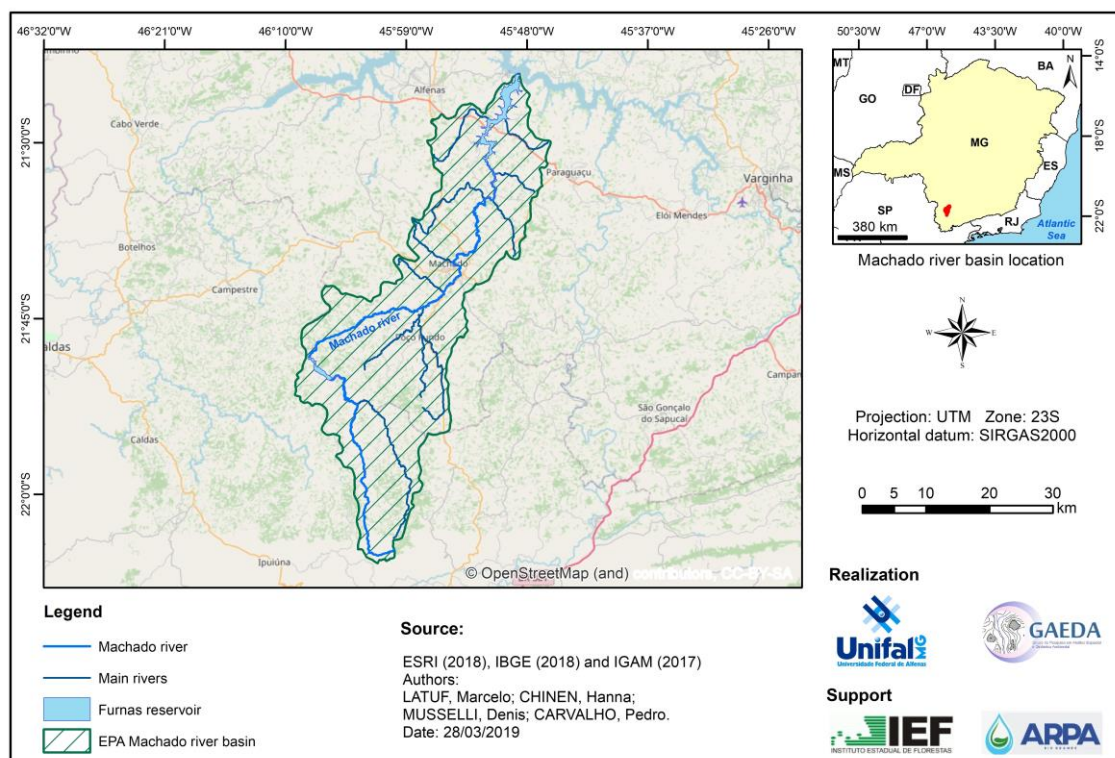 46°32'0"W
46°21'0"W
46°10'0"W
45°59'0"W
45°48'0"W
45°37'0"W
45°26'0"W
21°30'0"S
21°45'0"S
22°0'0"S
Alfenas
Cabo Verde
Paraguaçu
Varginha
Elói Mendes
Botelhos
Machado
Campestre
Machado river
Poço Fundo
aldas
Campan
São Gonçalo
do Sapucaí
Caldas
Ipuiúna
© OpenStreetMap (and) contributors, CC-BY-SA
50°30'W
47°0'W
43°30'W
40°0'W
14°0'S
18°0'S
22°0'S
MT
BA
N
GO
DF
MG
MS
ES
SP
RJ
Atlantic
Sea
380 km
Machado river basin location
N
W
E
S
Projection: UTM Zone: 23S
Horizontal datum: SIRGAS2000
0 5 10 20 30
km
Legend
Machado river
Main rivers
Furnas reservoir
EPA Machado river basin
Source:
ESRI (2018), IBGE (2018) and IGAM (2017)
Authors:
LATUF, Marcelo; CHINEN, Hanna;
MUSSELLI, Denis; CARVALHO, Pedro.
Date: 28/03/2019
Realization
Unifal MG
Universidade Federal de Alfenas
GAEDA
Support
IEF
INSTITUTO ESTADUAL DE FLORESTAS
ARPA
RIO GRANDE